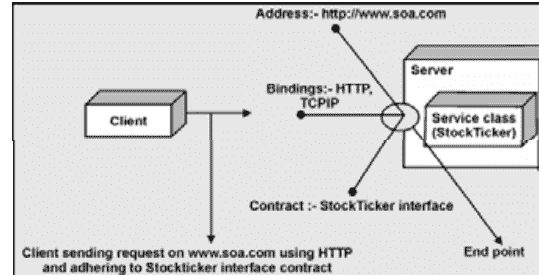 Address:- http://www.soa.com
Server
Bindings:- HTTP,
TCPIP
Client
Service class
(StockTicker)
Contract :- StockTicker interface
Client sending request on www.soa.com using HTTP
and adhering to Stockticker interface contract
End point